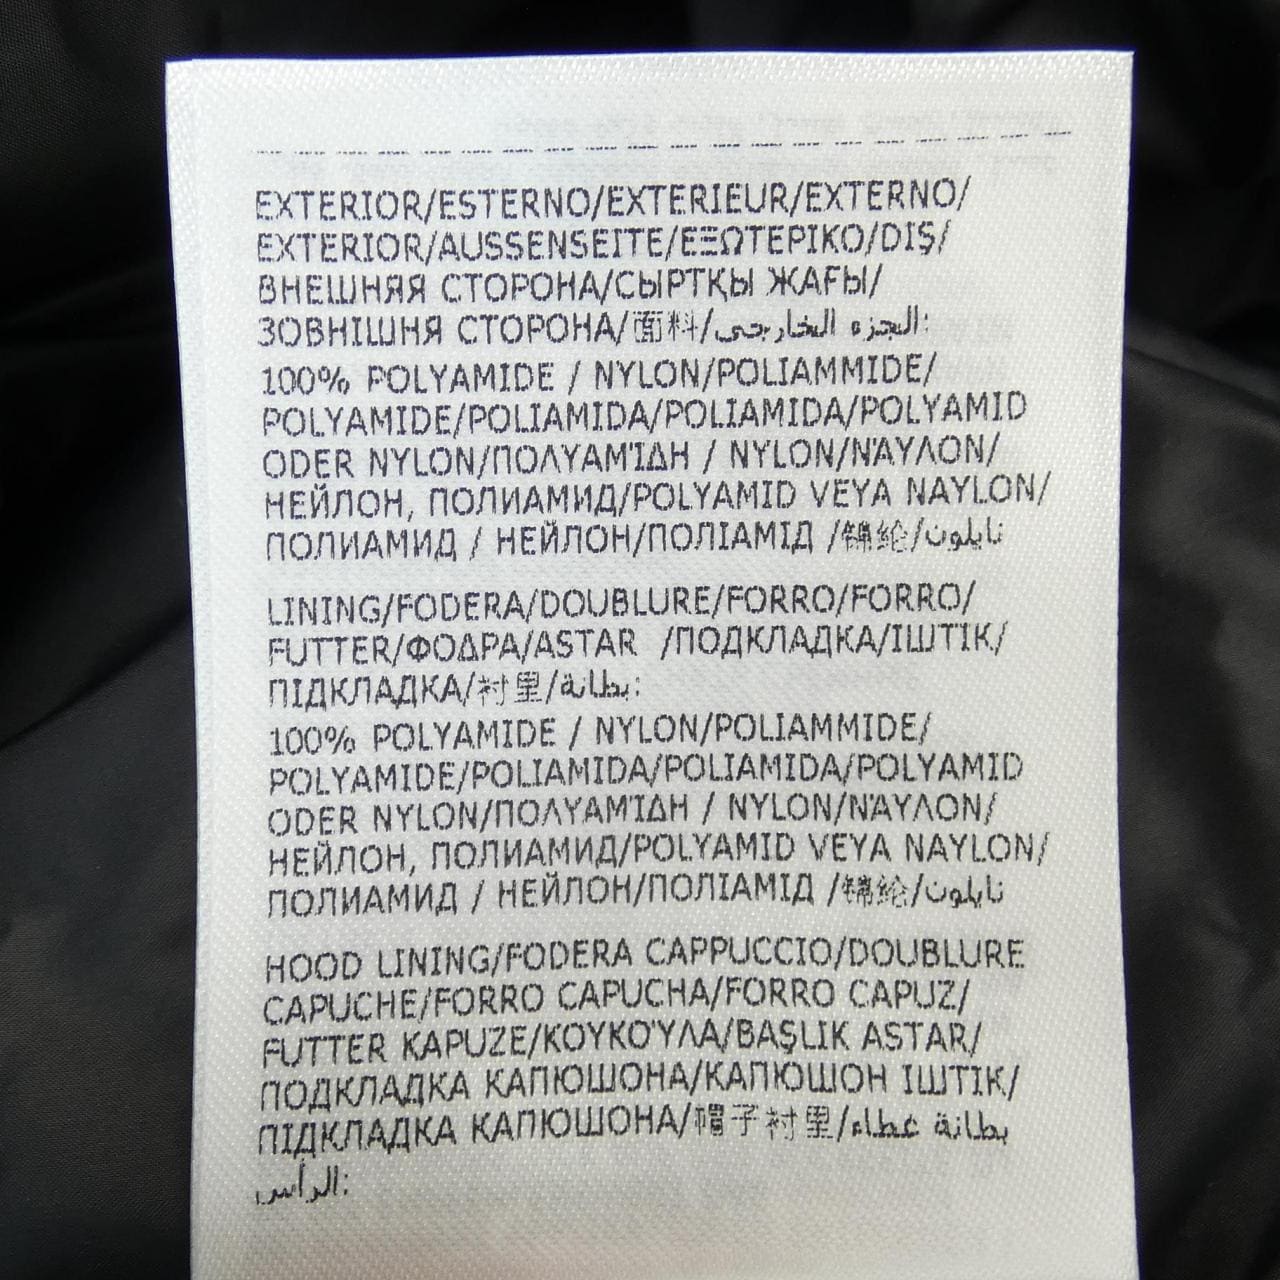 EXTERIOR/ESTERNO/EXTERIEUR/EXTERNO/
EXTERIOR/AUSSENSEITE/ΕΞΩΤΕΡΙΚΟ/DIŞ/
ВНЕШНЯЯ СТОРОНА/СЫРТҚЫ ЖАҒЫ/
ЗОВНІШНЯ СТОРОНА/面料/الجزء الخارجي:
100% POLYAMIDE / NYLON/POLIAMMIDE/
POLYAMIDE/POLIAMIDA/POLIAMIDA/POLYAMID
ODER NYLON/ΠΟΛΥΑΜΊΔΗ / NYLON/ΝΆΥΛΟΝ/
НЕЙЛОН, ПОЛИАМИД/POLYAMID VEYA NAYLON/
ПОЛИАМИД / НЕЙЛОН/ПОЛІАМІД /锦纶/نايلون
LINING/FODERA/DOUBLURE/FORRO/FORRO/
FUTTER/ΦΟΔΡΑ/ASTAR /ПОДКЛАДКА/ІШТІК/
ПІДКЛАДКА/衬里/بطانة:
100% POLYAMIDE / NYLON/POLIAMMIDE/
POLYAMIDE/POLIAMIDA/POLIAMIDA/POLYAMID
ODER NYLON/ΠΟΛΥΑΜΊΔΗ / NYLON/ΝΆΥΛΟΝ/
НЕЙЛОН, ПОЛИАМИД/POLYAMID VEYA NAYLON/
ПОЛИАМИД / НЕЙЛОН/ПОЛІАМІД /锦纶/نايلون
HOOD LINING/FODERA CAPPUCCIO/DOUBLURE
CAPUCHE/FORRO CAPUCHA/FORRO CAPUZ/
FUTTER KAPUZE/ΚΟΥΚΟΎΛΑ/BAŞLIK ASTAR/
ПОДКЛАДКА КАПЮШОНА/КАПЮШОН ІШТІК/
ПІДКЛАДКА КАПЮШОНА/帽子衬里/بطانة غطاء
الرأس: